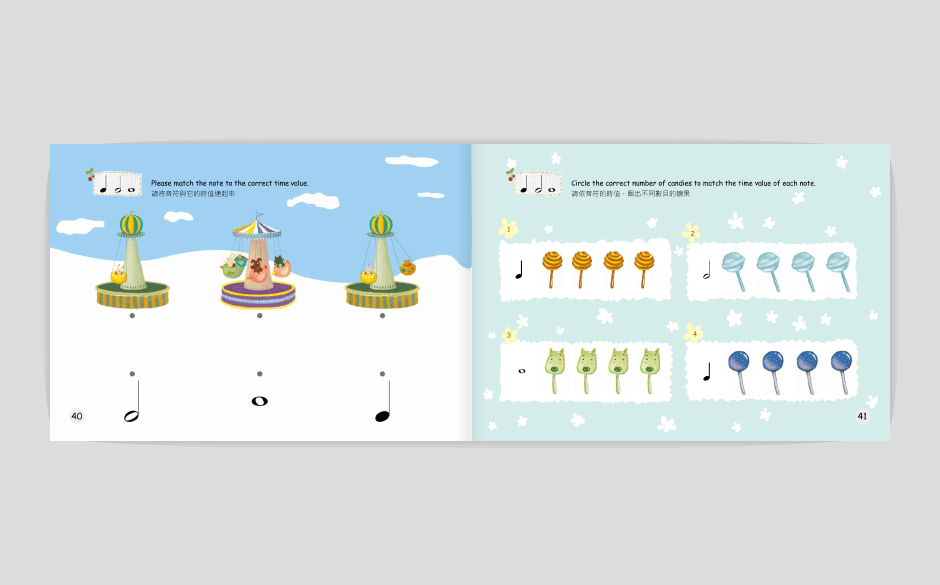 Please match the note to the correct time value.
請將音符與它的時值連起來
40
Circle the correct number of candies to match the time value of each note.
請依音符的時值，圈出不同數目的糖果
1
2
3
4
41